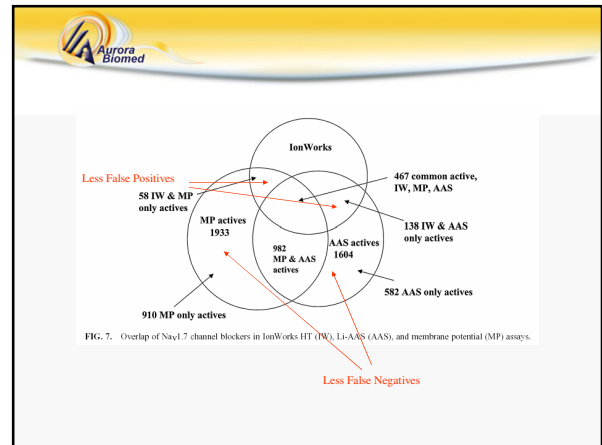 Aurora
Biomed
IonWorks
Less False Positives
467 common active,
IW, MP, AAS
58 IW & MP
only actives
MP actives
1933
138 IW & AAS
only actives
982
MP & AAS
actives
AAS actives
1604
582 AAS only actives
910 MP only actives
FIG. 7. Overlap of NaV1.7 channel blockers in IonWorks HT (IW), Li-AAS (AAS), and membrane potential (MP) assays.
Less False Negatives